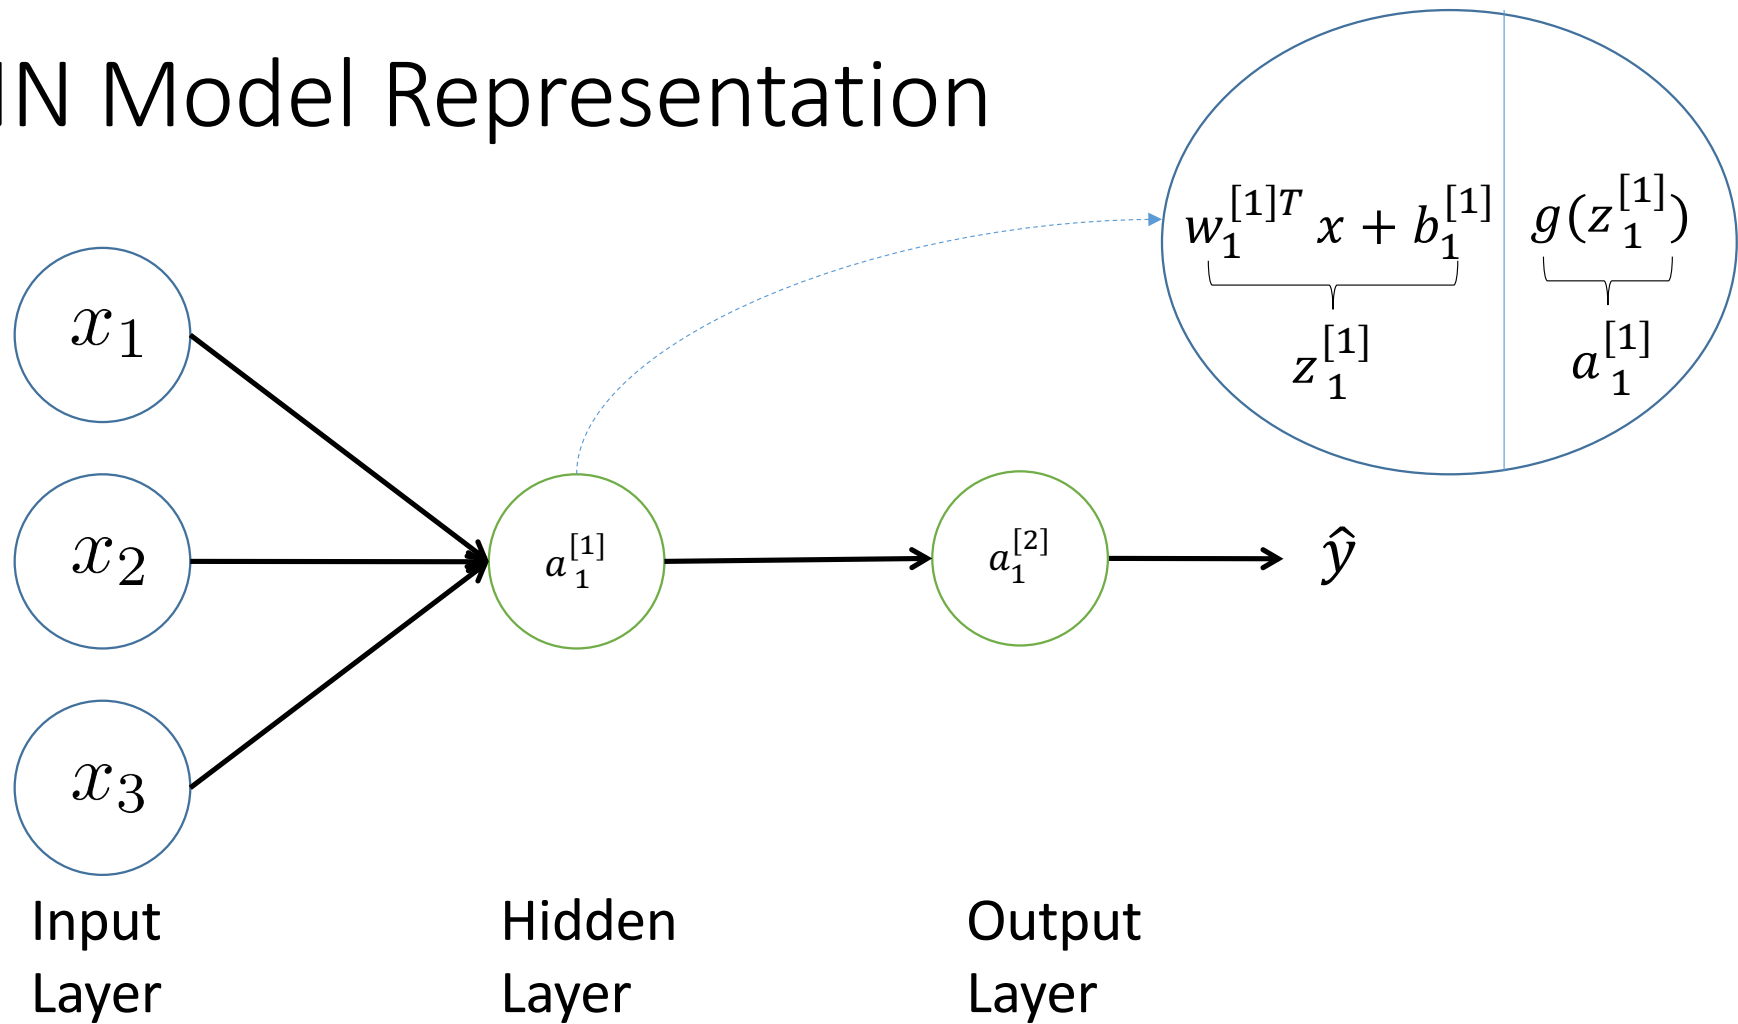 IN Model Representation
w_1^{[1]T} x + b_1^{[1]} g(z_1^{[1]})
z_1^{[1]} a_1^{[1]}
x_1
x_2
x_3
a_1^{[1]}
a_1^{[2]}
ŷ
Input
Layer
Hidden
Layer
Output
Layer